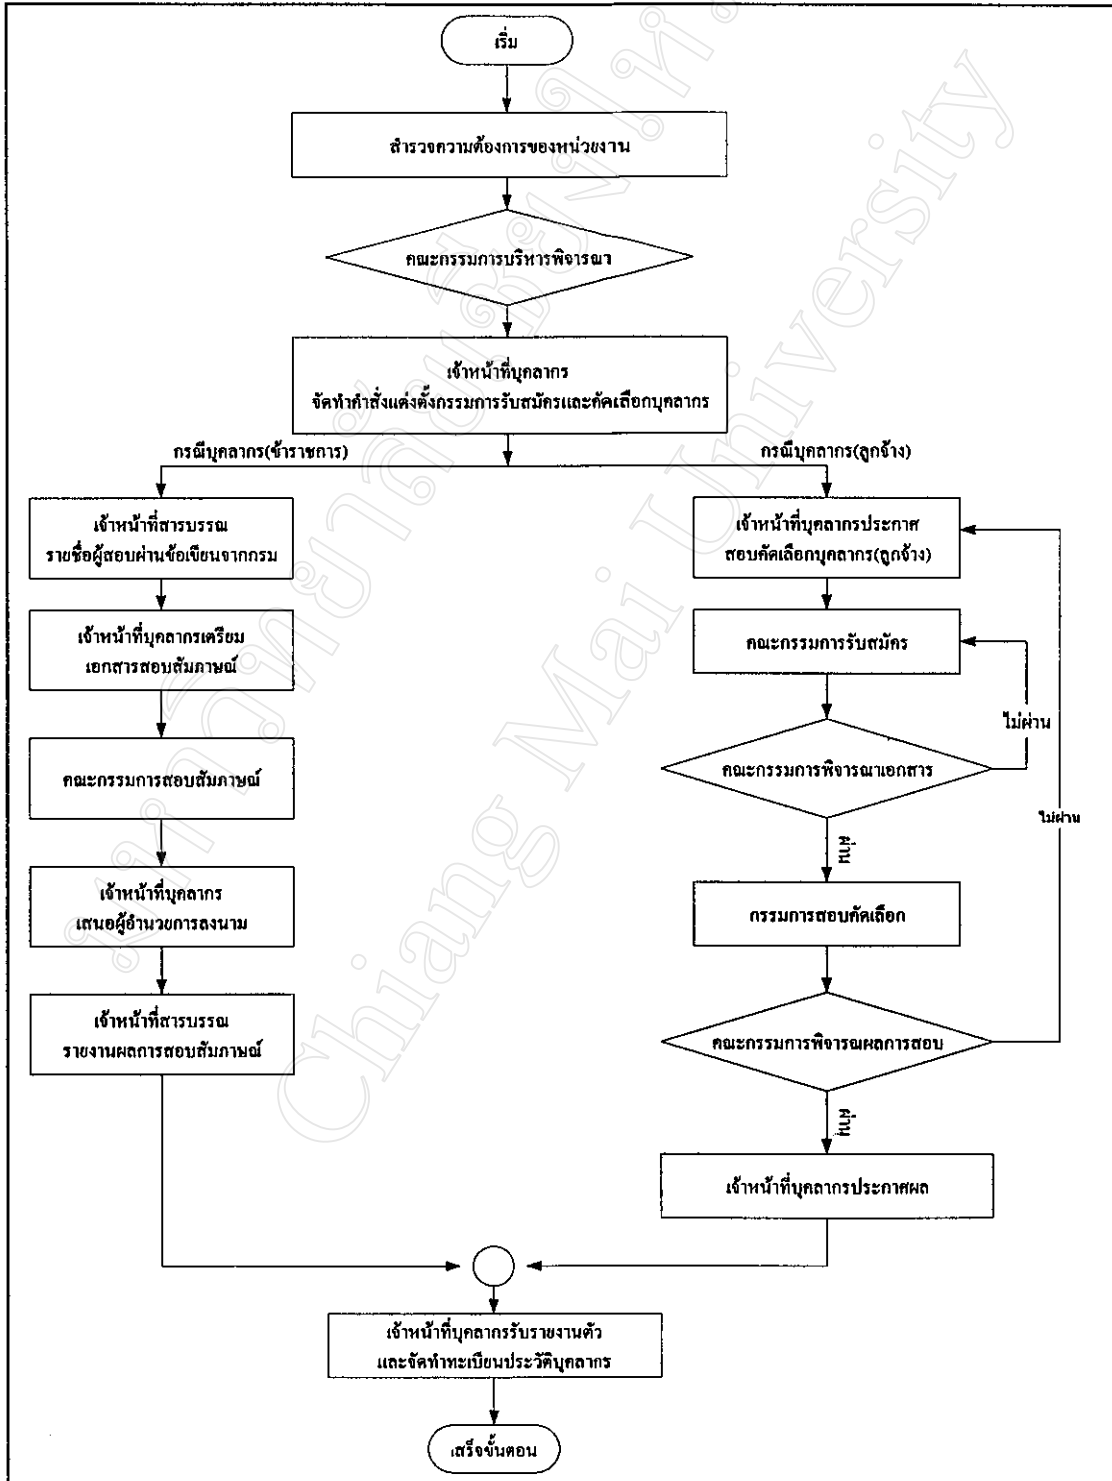 เริ่ม
สำรวจความต้องการของหน่วยงาน
คณะกรรมการบริหารพิจารณา
เจ้าหน้าที่บุคลากร
จัดทำคำสั่งแต่งตั้งกรรมการรับสมัครและคัดเลือกบุคลากร
กรณีบุคลากร(ข้าราชการ)
กรณีบุคลากร(ลูกจ้าง)
เจ้าหน้าที่สารบรรณ
รายชื่อผู้สอบผ่านข้อเขียนจากกรม
เจ้าหน้าที่บุคลากรเตรียม
เอกสารสอบสัมภาษณ์
คณะกรรมการสอบสัมภาษณ์
เจ้าหน้าที่บุคลากร
เสนอผู้อำนวยการลงนาม
เจ้าหน้าที่สารบรรณ
รายงานผลการสอบสัมภาษณ์
เจ้าหน้าที่บุคลากรประกาศ
สอบคัดเลือกบุคลากร(ลูกจ้าง)
คณะกรรมการรับสมัคร
ไม่ผ่าน
คณะกรรมการพิจารณาเอกสาร
ไม่ผ่าน
ผ่าน
กรรมการสอบคัดเลือก
คณะกรรมการพิจารณผลการสอบ
ผ่าน
เจ้าหน้าที่บุคลากรประกาศผล
เจ้าหน้าที่บุคลากรรับรายงานตัว
และจัดทำทะเบียนประวัติบุคลากร
เสร็จขั้นตอน
มหาวิทยาลัยเชียงใหม่
Chiang Mai University